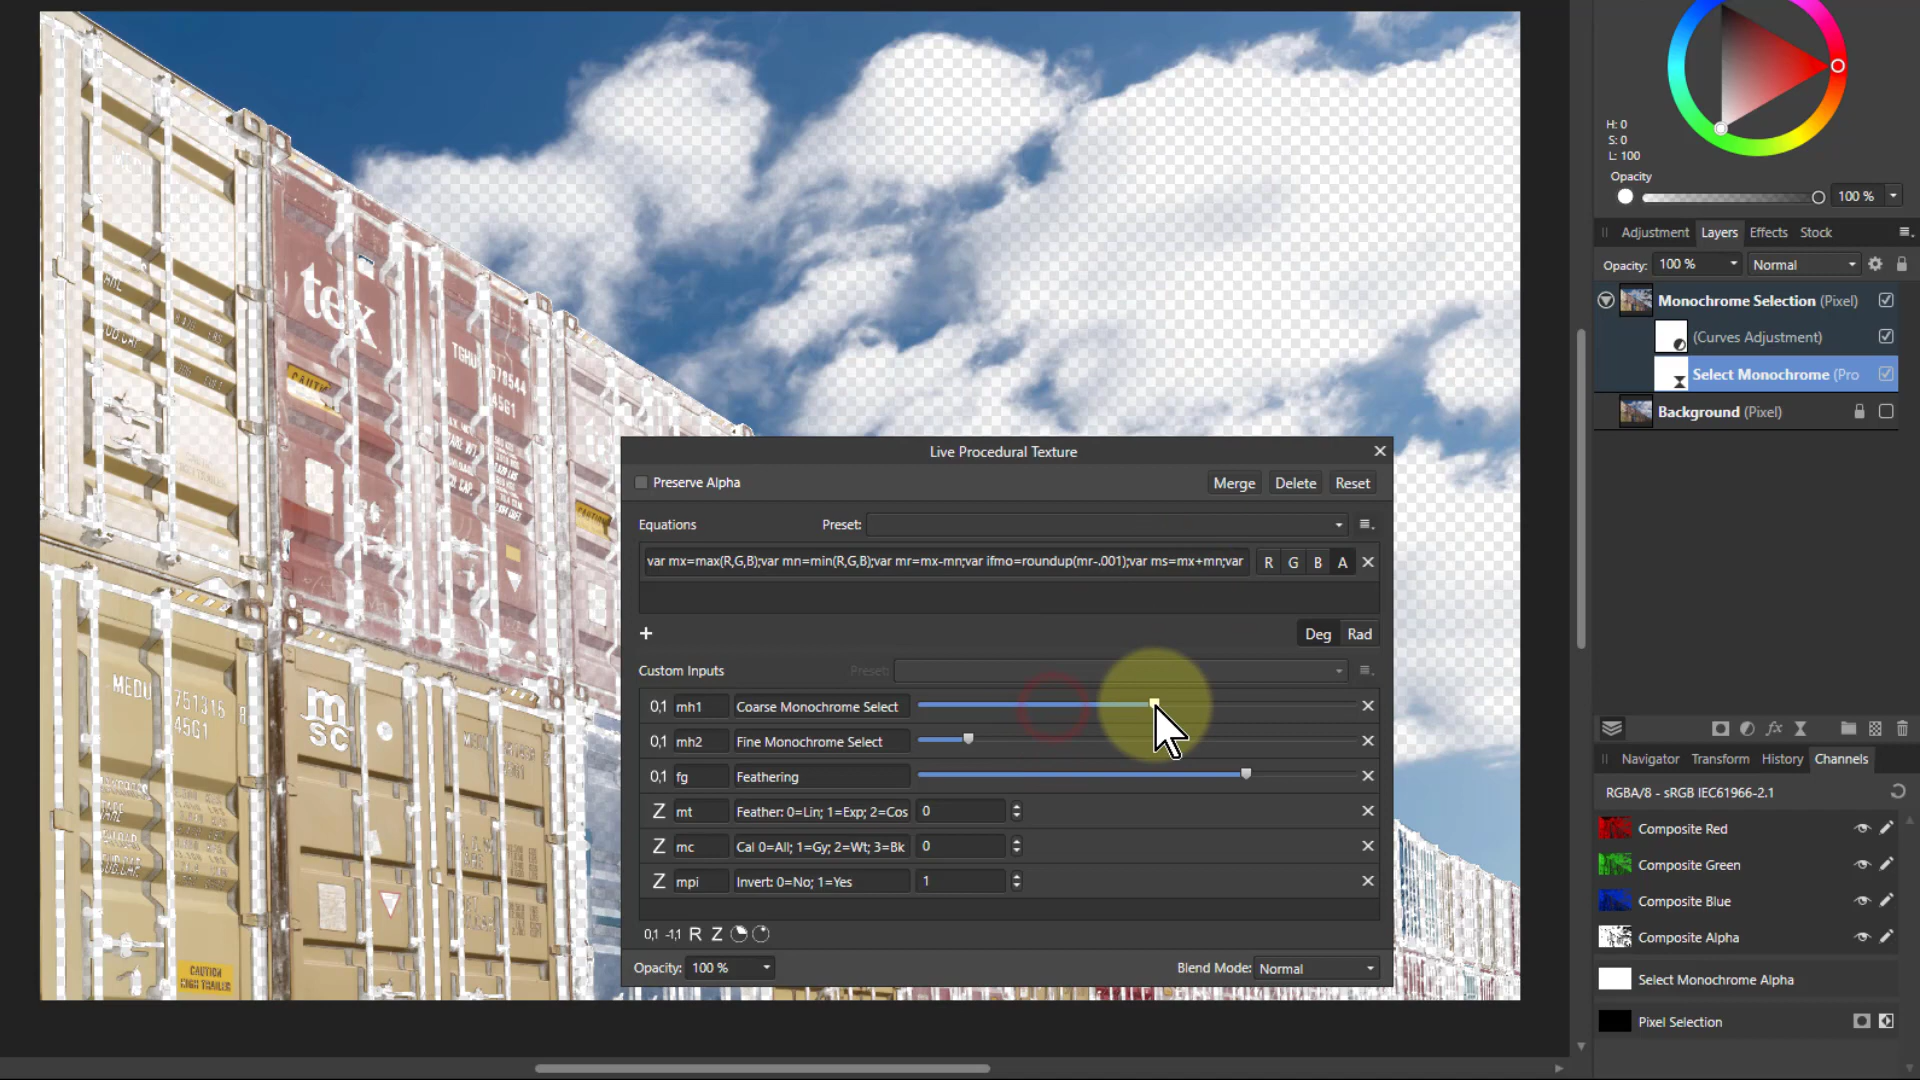 H: 0
S: 0
L: 100
Opacity
100 %
Adjustment Layers Effects Stock
Opacity: 100 % Normal
Monochrome Selection (Pixel)
(Curves Adjustment)
Select Monochrome (Pro
Background (Pixel)
tex
CAUTION
TGHU
45G1
Live Procedural Texture
Preserve Alpha Merge Delete Reset
Equations Preset:
var mx=max(R,G,B);var mn=min(R,G,B);var mr=mx-mn;var ifmo=roundup(mr-.001);var ms=mx+mn;var R G B A
Deg Rad
Custom Inputs Preset:
0,1 mh1 Coarse Monochrome Select
0,1 mh2 Fine Monochrome Select
0,1 fg Feathering
Z mt Feather: 0=Lin; 1=Exp; 2=Cos 0
Z mc Cal 0=All; 1=Gy; 2=Wt; 3=Bk 0
Z mpi Invert: 0=No; 1=Yes 1
0,1 -1,1 R Z
Opacity: 100 % Blend Mode: Normal
MEDU 751316
45G1
m
sc
CAUTION
Navigator Transform History Channels
RGBA/8 - sRGB IEC61966-2.1
Composite Red
Composite Green
Composite Blue
Composite Alpha
Select Monochrome Alpha
Pixel Selection